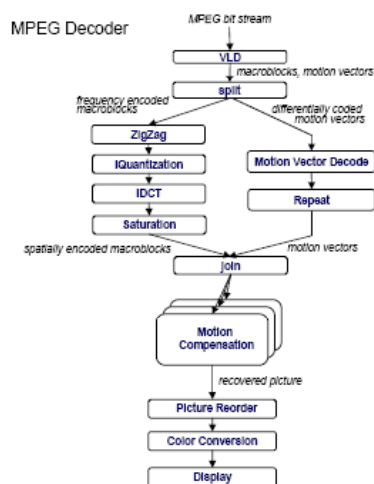 MPEG Decoder
MPEG bit stream
VLD
macroblocks, motion vectors
split
frequency encoded
macroblocks
differentially coded
motion vectors
ZigZag
IQuantization
IDCT
Saturation
Motion Vector Decode
Repeat
spatially encoded macroblocks
motion vectors
join
Motion
Compensation
recovered picture
Picture Reorder
Color Conversion
Display